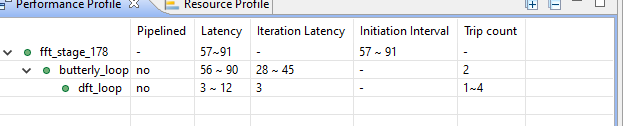 Performance Profile Resource Profile
Pipelined Latency Iteration Latency Initiation Interval Trip count
fft_stage_178 - 57~91 - 57 ~ 91 -
butterly_loop no 56 ~ 90 28 ~ 45 - 2
dft_loop no 3 ~ 12 3 - 1~4